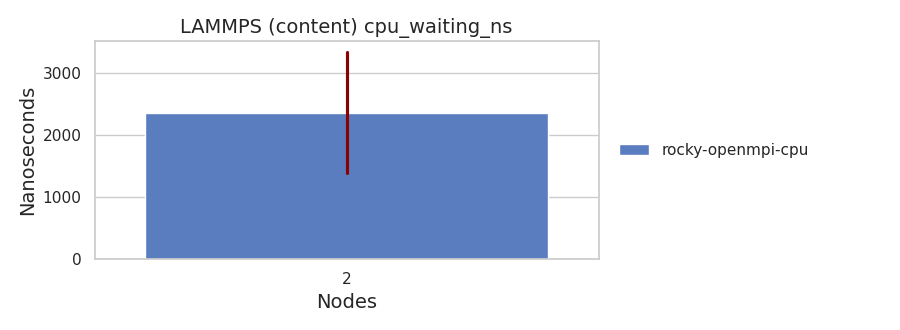 LAMMPS (content) cpu_waiting_ns
Nanoseconds
3000
2000
1000
0
2
Nodes
rocky-openmpi-cpu